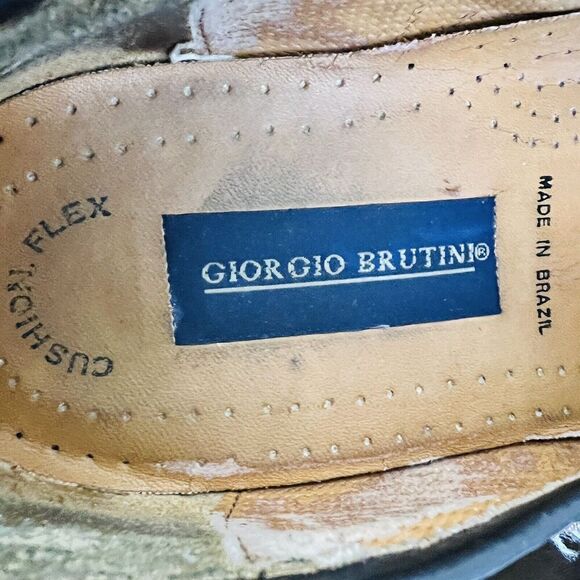 CUSHION FLEX
GIORGIO BRUTINI®
MADE IN BRAZIL